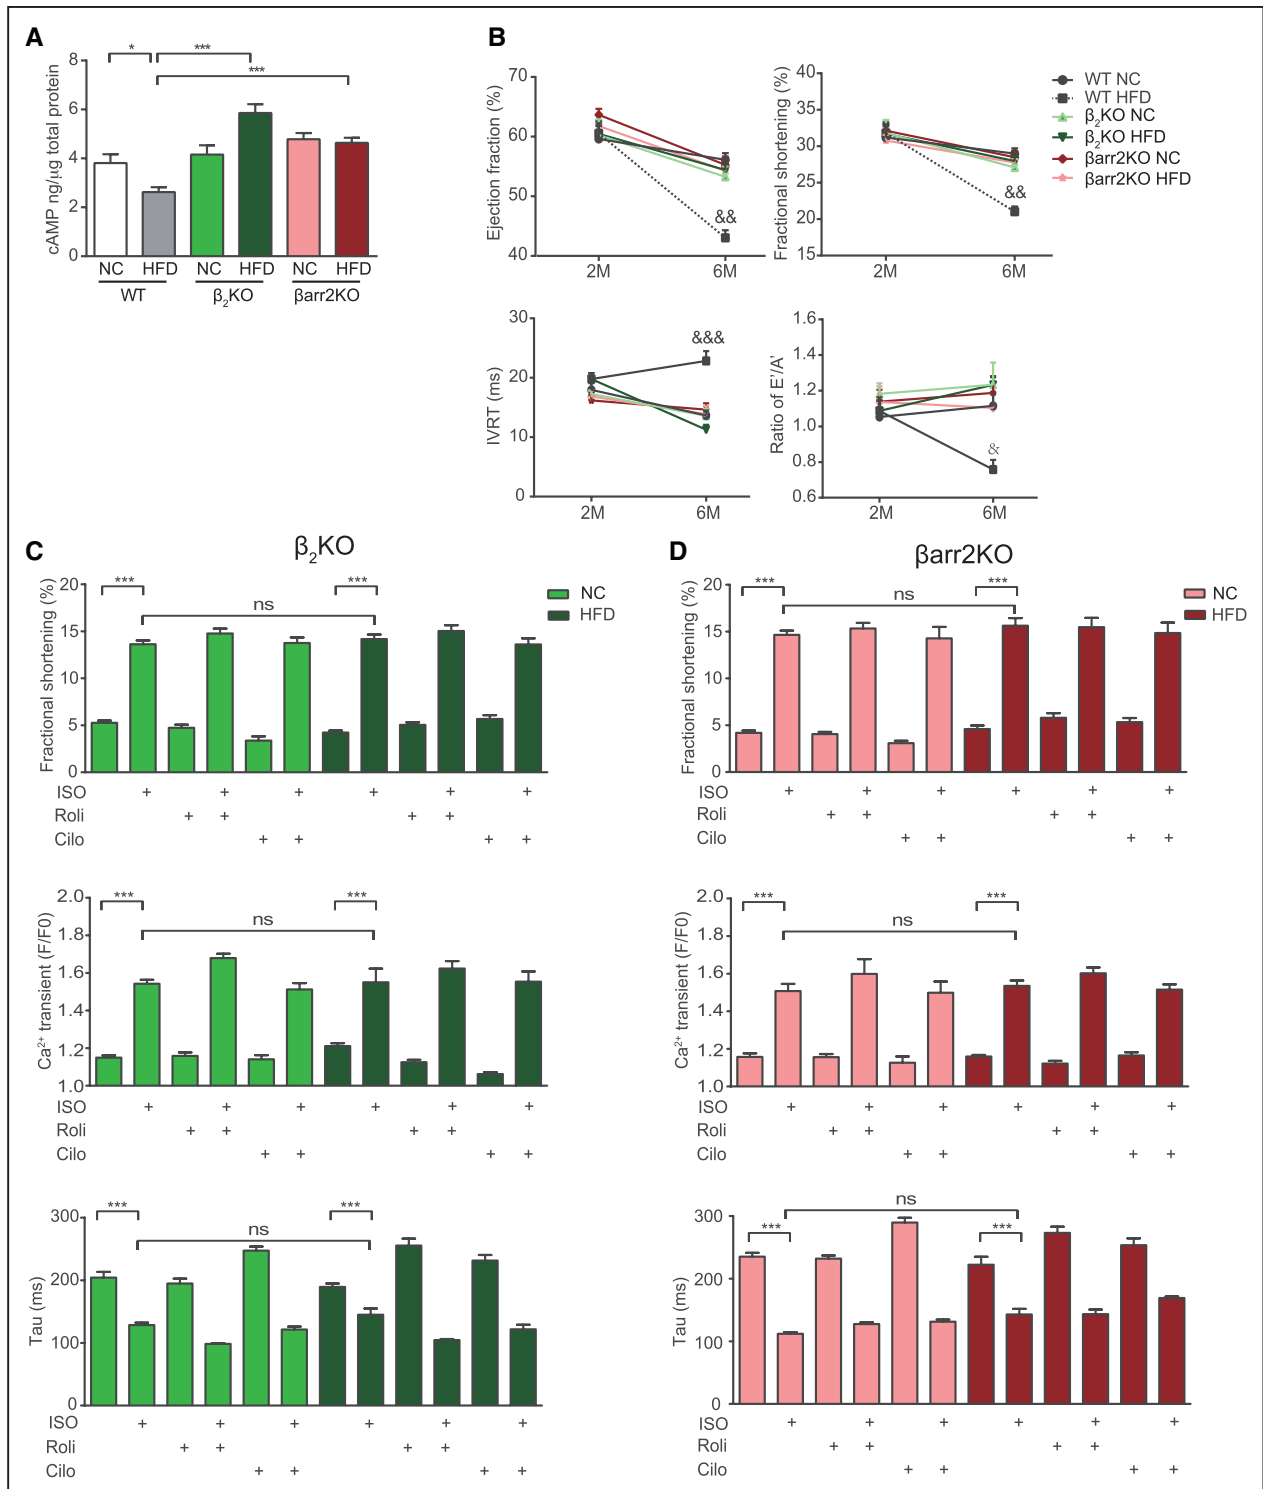 A
cAMP ng/µg total protein
8
6
4
2
0
*
***
***
NC HFD NC HFD NC HFD
WT β2KO βarr2KO
B
Ejection fraction (%)
70
60
50
40
&&
2M 6M
Fractional shortening (%)
40
35
30
25
20
15
&&
2M 6M
WT NC
WT HFD
β2KO NC
β2KO HFD
βarr2KO NC
βarr2KO HFD
IVRT (ms)
30
20
10
0
&&&
2M 6M
Ratio of E'/A'
1.6
1.4
1.2
1.0
0.8
0.6
&
2M 6M
C
β2KO
NC
HFD
Fractional shortening (%)
20
15
10
5
0
*** ns ***
ISO + + + + + +
Roli + + + +
Cilo + + + +
Ca2+ transient (F/F0)
2.0
1.8
1.6
1.4
1.2
1.0
*** ns ***
ISO + + + + + +
Roli + + + +
Cilo + + + +
Tau (ms)
300
200
100
0
*** ns ***
ISO + + + + + +
Roli + + + +
Cilo + + + +
D
βarr2KO
NC
HFD
Fractional shortening (%)
20
15
10
5
0
*** ns ***
ISO + + + + + +
Roli + + + +
Cilo + + + +
Ca2+ transient (F/F0)
2.0
1.8
1.6
1.4
1.2
1.0
*** ns ***
ISO + + + + + +
Roli + + + +
Cilo + + + +
Tau (ms)
300
200
100
0
*** ns ***
ISO + + + + + +
Roli + + + +
Cilo + + + +